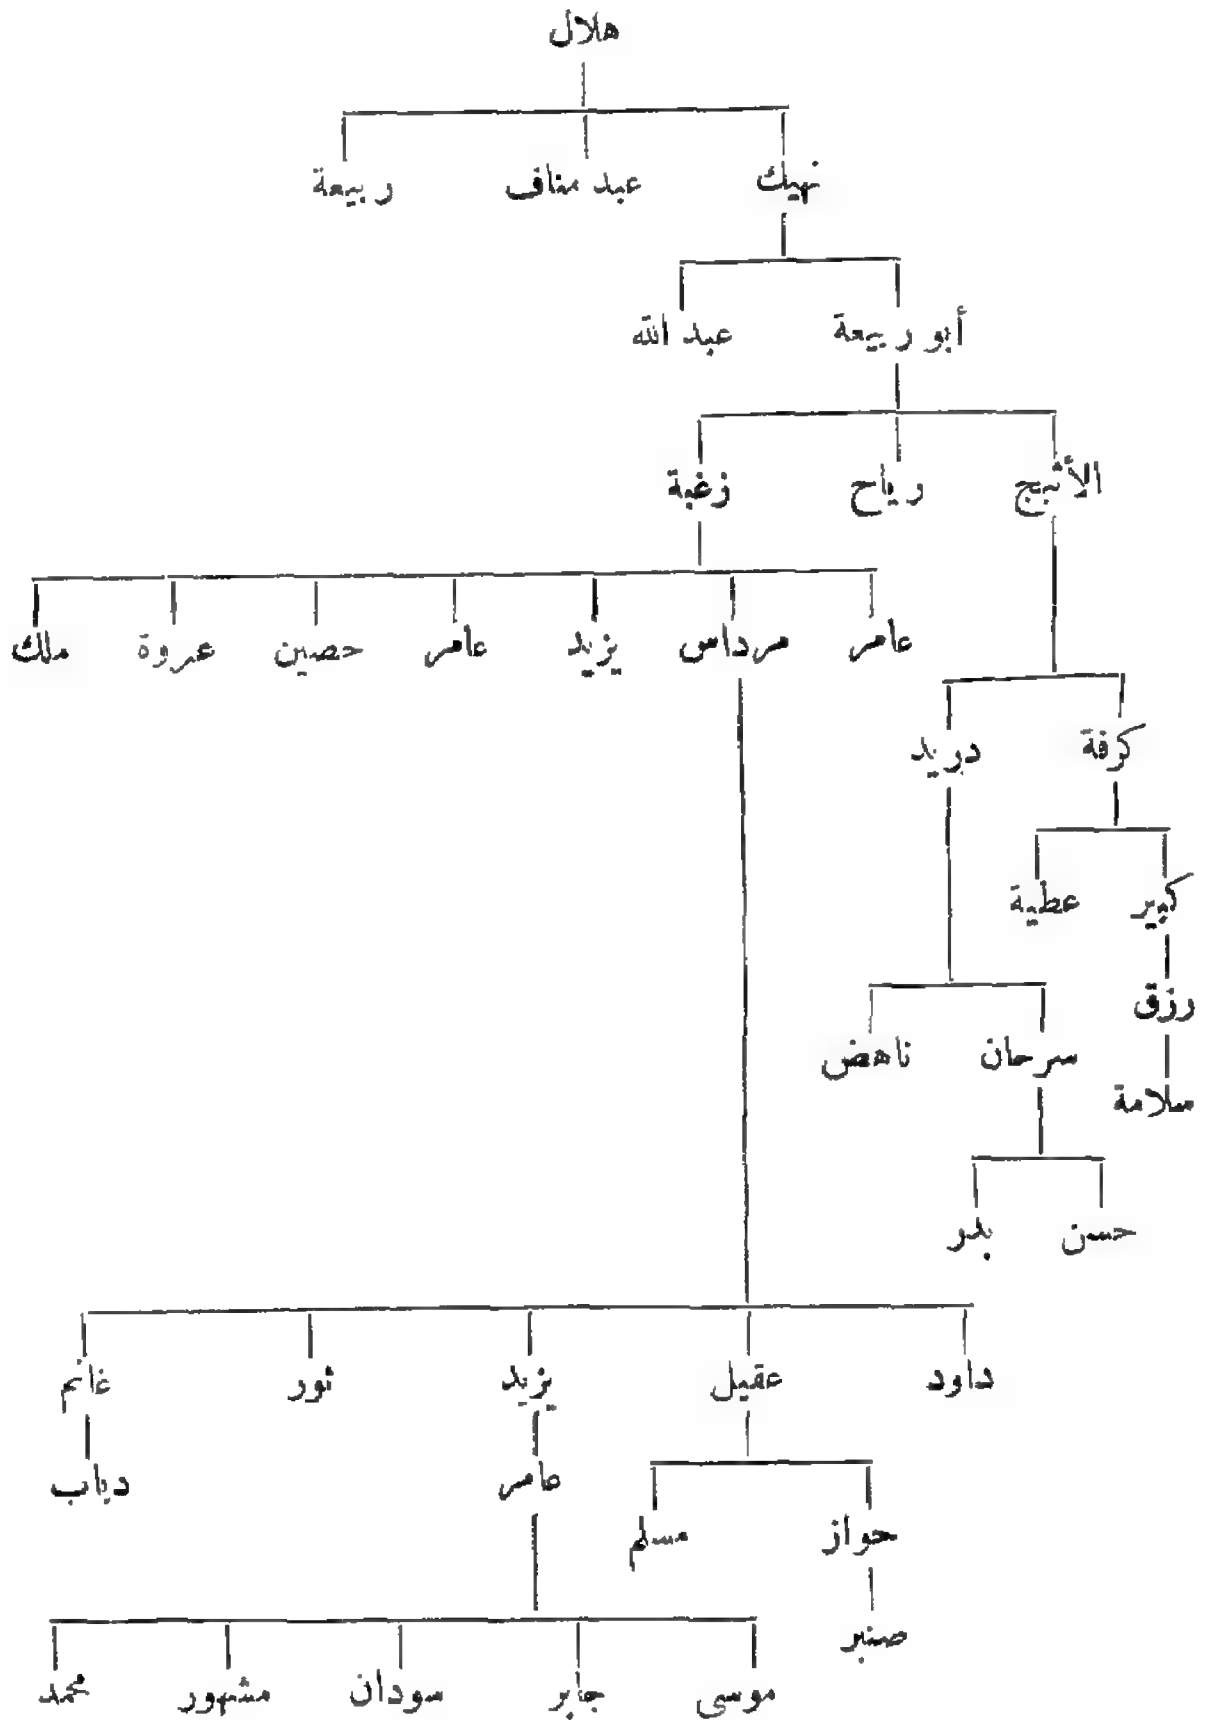 هلال
نهيك عبد مناف ربيعة
أبو ربيعة عبد الله
الأثبج رياح زغبة
عامر مرداس يزيد عامر حصين عروة ملك
كرفة دريد
كبير عطية
رزق
سرحان ناهض
سلامة
حسن بدر
داود عقيل يزيد ثور غانم
عامر دياب
حواز مسلم
صنبر
موسى جابر سودان مشهور محمد